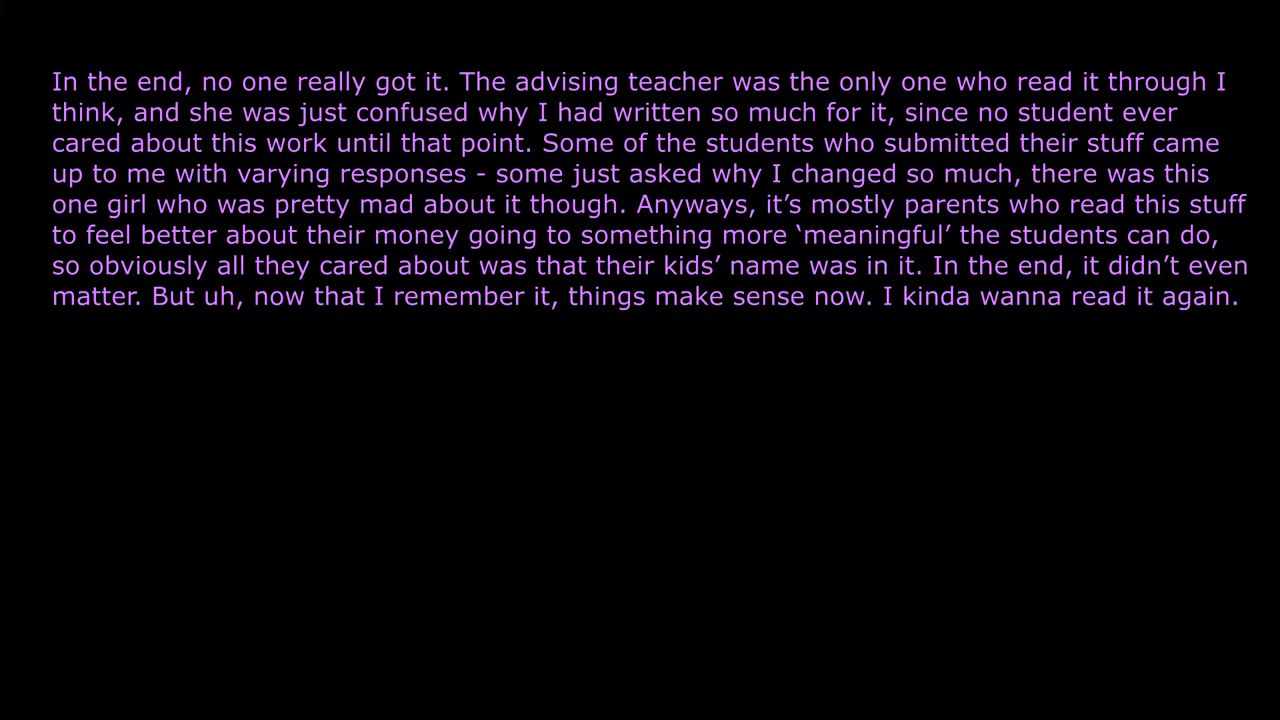 In the end, no one really got it. The advising teacher was the only one who read it through I
think, and she was just confused why I had written so much for it, since no student ever
cared about this work until that point. Some of the students who submitted their stuff came
up to me with varying responses - some just asked why I changed so much, there was this
one girl who was pretty mad about it though. Anyways, it’s mostly parents who read this stuff
to feel better about their money going to something more ‘meaningful’ the students can do,
so obviously all they cared about was that their kids’ name was in it. In the end, it didn’t even
matter. But uh, now that I remember it, things make sense now. I kinda wanna read it again.